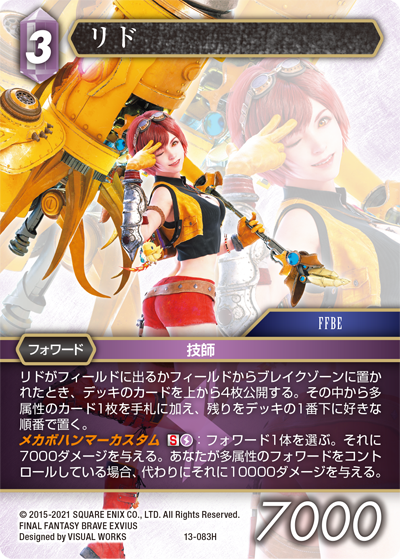 3
リド
FFBE
フォワード
技師
リドがフィールドに出るかフィールドからブレイクゾーンに置か
れたとき、デッキのカードを上から4枚公開する。その中から多
属性のカード1枚を手札に加え、残りをデッキの1番下に好きな
順番で置く。
メカポハンマーカスタム S:フォワード1体を選ぶ。それに
7000ダメージを与える。あなたが多属性のフォワードをコント
ロールしている場合、代わりにそれに10000ダメージを与える。
© 2015-2021 SQUARE ENIX CO., LTD. All Rights Reserved.
FINAL FANTASY BRAVE EXVIUS
Designed by VISUAL WORKS
13-083H
7000